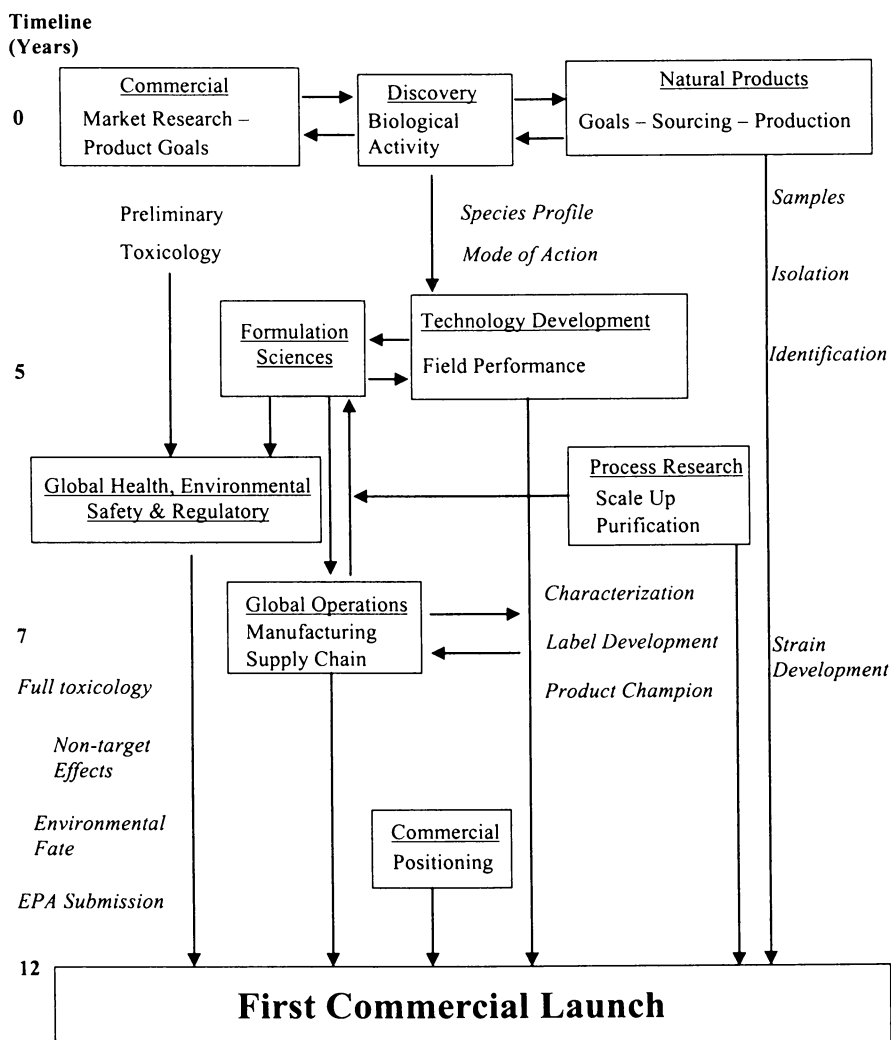 Timeline
(Years)
0
Commercial
Market Research –
Product Goals
Discovery
Biological
Activity
Natural Products
Goals – Sourcing – Production
Preliminary
Toxicology
Species Profile
Mode of Action
Samples
Isolation
Identification
5
Formulation
Sciences
Technology Development
Field Performance
Global Health, Environmental
Safety & Regulatory
Process Research
Scale Up
Purification
7
Global Operations
Manufacturing
Supply Chain
Characterization
Label Development
Product Champion
Strain
Development
Full toxicology
Non-target
Effects
Environmental
Fate
EPA Submission
Commercial
Positioning
12
First Commercial Launch